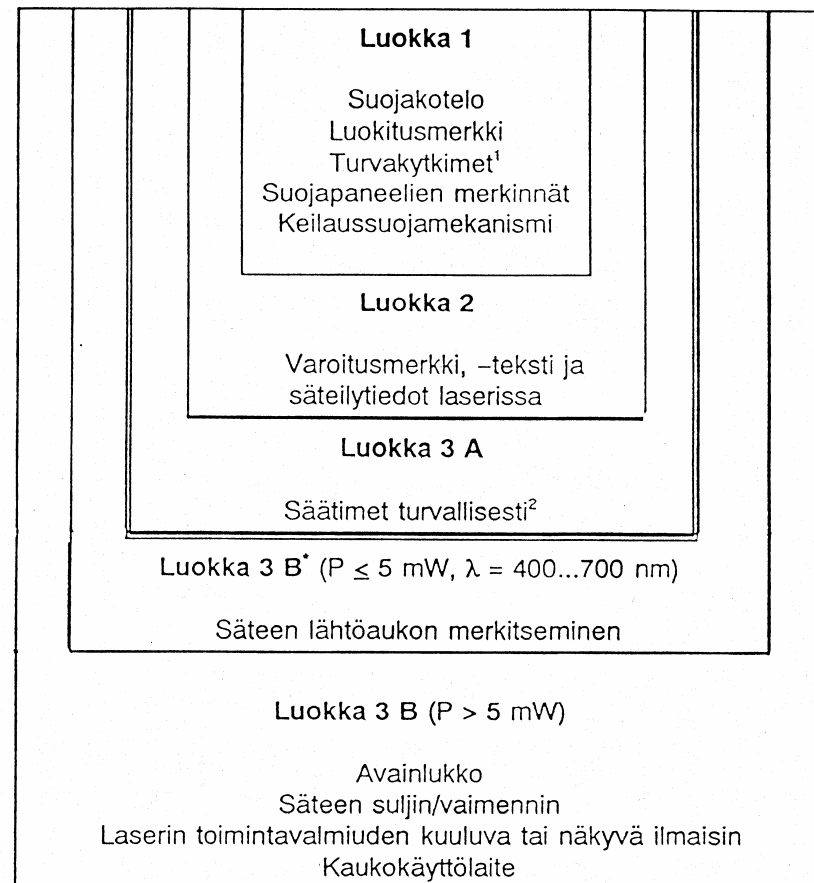 Luokka 1
Suojakotelo
Luokitusmerkki
Turvakytkimet¹
Suojapaneelien merkinnät
Keilaussuojamekanismi
Luokka 2
Varoitusmerkki, –teksti ja
säteilytiedot laserissa
Luokka 3 A
Säätimet turvallisesti²
Luokka 3 B* (P ≤ 5 mW, λ = 400...700 nm)
Säteen lähtöaukon merkitseminen
Luokka 3 B (P > 5 mW)
Avainlukko
Säteen suljin/vaimennin
Laserin toimintavalmiuden kuuluva tai näkyvä ilmaisin
Kaukokäyttölaite